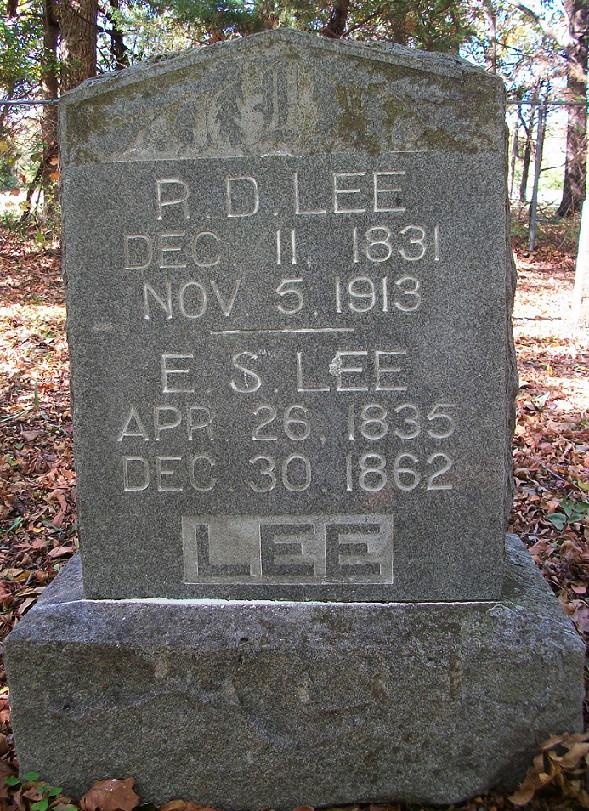 R. D. LEE
DEC 11, 1831
NOV. 5, 1913
E. S. LEE
APR. 26, 1835
DEC 30, 1862
LEE